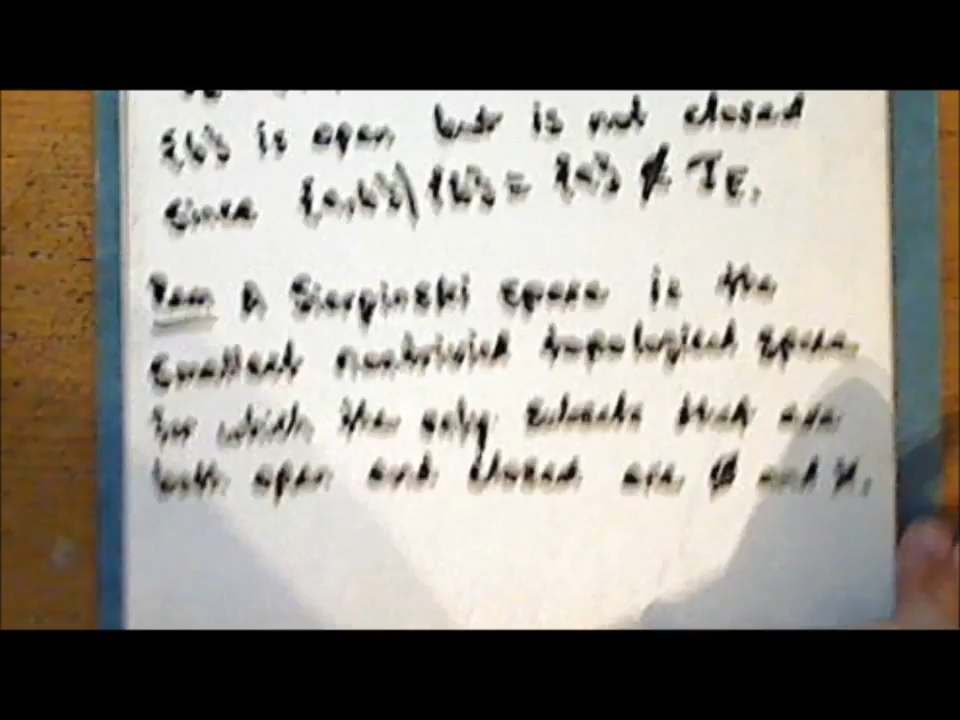 {b} is open but is not closed
since {a,b}\{b} = {a} ∉ T_E.
Rem A Sierpinski space is the
smallest nontrivial topological space
for which the only subsets that are
both open and closed are ∅ and X.